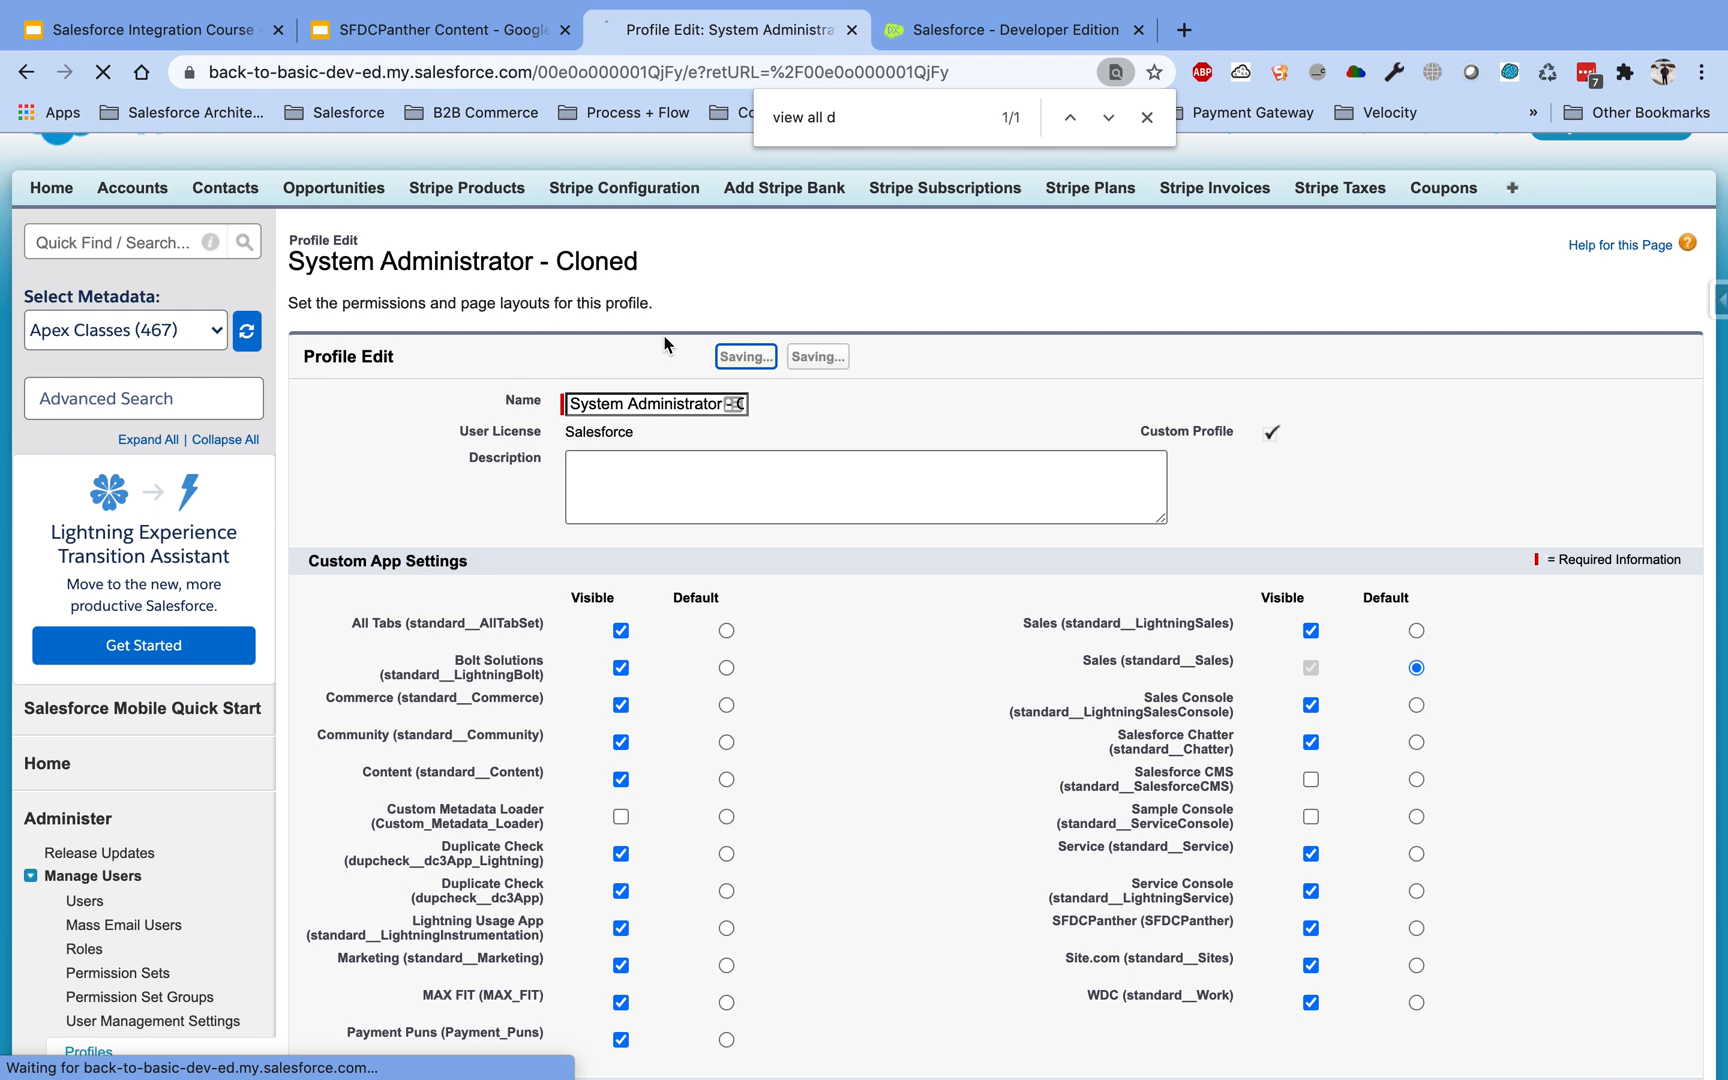 Salesforce Integration Course
SFDCPanther Content - Google
Profile Edit: System Administra
Salesforce - Developer Edition
back-to-basic-dev-ed.my.salesforce.com/00e0o000001QjFy/e?retURL=%2F00e0o000001QjFy
ABP
7
Apps
Salesforce Archite...
Salesforce
B2B Commerce
Process + Flow
Co
view all d
1/1
Payment Gateway
Velocity
»
Other Bookmarks
Home
Accounts
Contacts
Opportunities
Stripe Products
Stripe Configuration
Add Stripe Bank
Stripe Subscriptions
Stripe Plans
Stripe Invoices
Stripe Taxes
Coupons
Quick Find / Search...
Select Metadata:
Apex Classes (467)
Advanced Search
Expand All | Collapse All
Lightning Experience
Transition Assistant
Move to the new, more
productive Salesforce.
Get Started
Salesforce Mobile Quick Start
Home
Administer
Release Updates
Manage Users
Users
Mass Email Users
Roles
Permission Sets
Permission Set Groups
User Management Settings
Profiles
Waiting for back-to-basic-dev-ed.my.salesforce.com...
Profile Edit
System Administrator - Cloned
Help for this Page
Set the permissions and page layouts for this profile.
Profile Edit
Saving...
Saving...
Name
System Administrator
User License
Salesforce
Custom Profile
Description
Custom App Settings
= Required Information
Visible
Default
Visible
Default
All Tabs (standard__AllTabSet)
Sales (standard__LightningSales)
Bolt Solutions
(standard__LightningBolt)
Sales (standard__Sales)
Commerce (standard__Commerce)
Sales Console
(standard__LightningSalesConsole)
Community (standard__Community)
Salesforce Chatter
(standard__Chatter)
Content (standard__Content)
Salesforce CMS
(standard__SalesforceCMS)
Custom Metadata Loader
(Custom_Metadata_Loader)
Sample Console
(standard__ServiceConsole)
Duplicate Check
(dupcheck__dc3App_Lightning)
Service (standard__Service)
Duplicate Check
(dupcheck__dc3App)
Service Console
(standard__LightningService)
Lightning Usage App
(standard__LightningInstrumentation)
SFDCPanther (SFDCPanther)
Marketing (standard__Marketing)
Site.com (standard__Sites)
MAX FIT (MAX_FIT)
WDC (standard__Work)
Payment Puns (Payment_Puns)